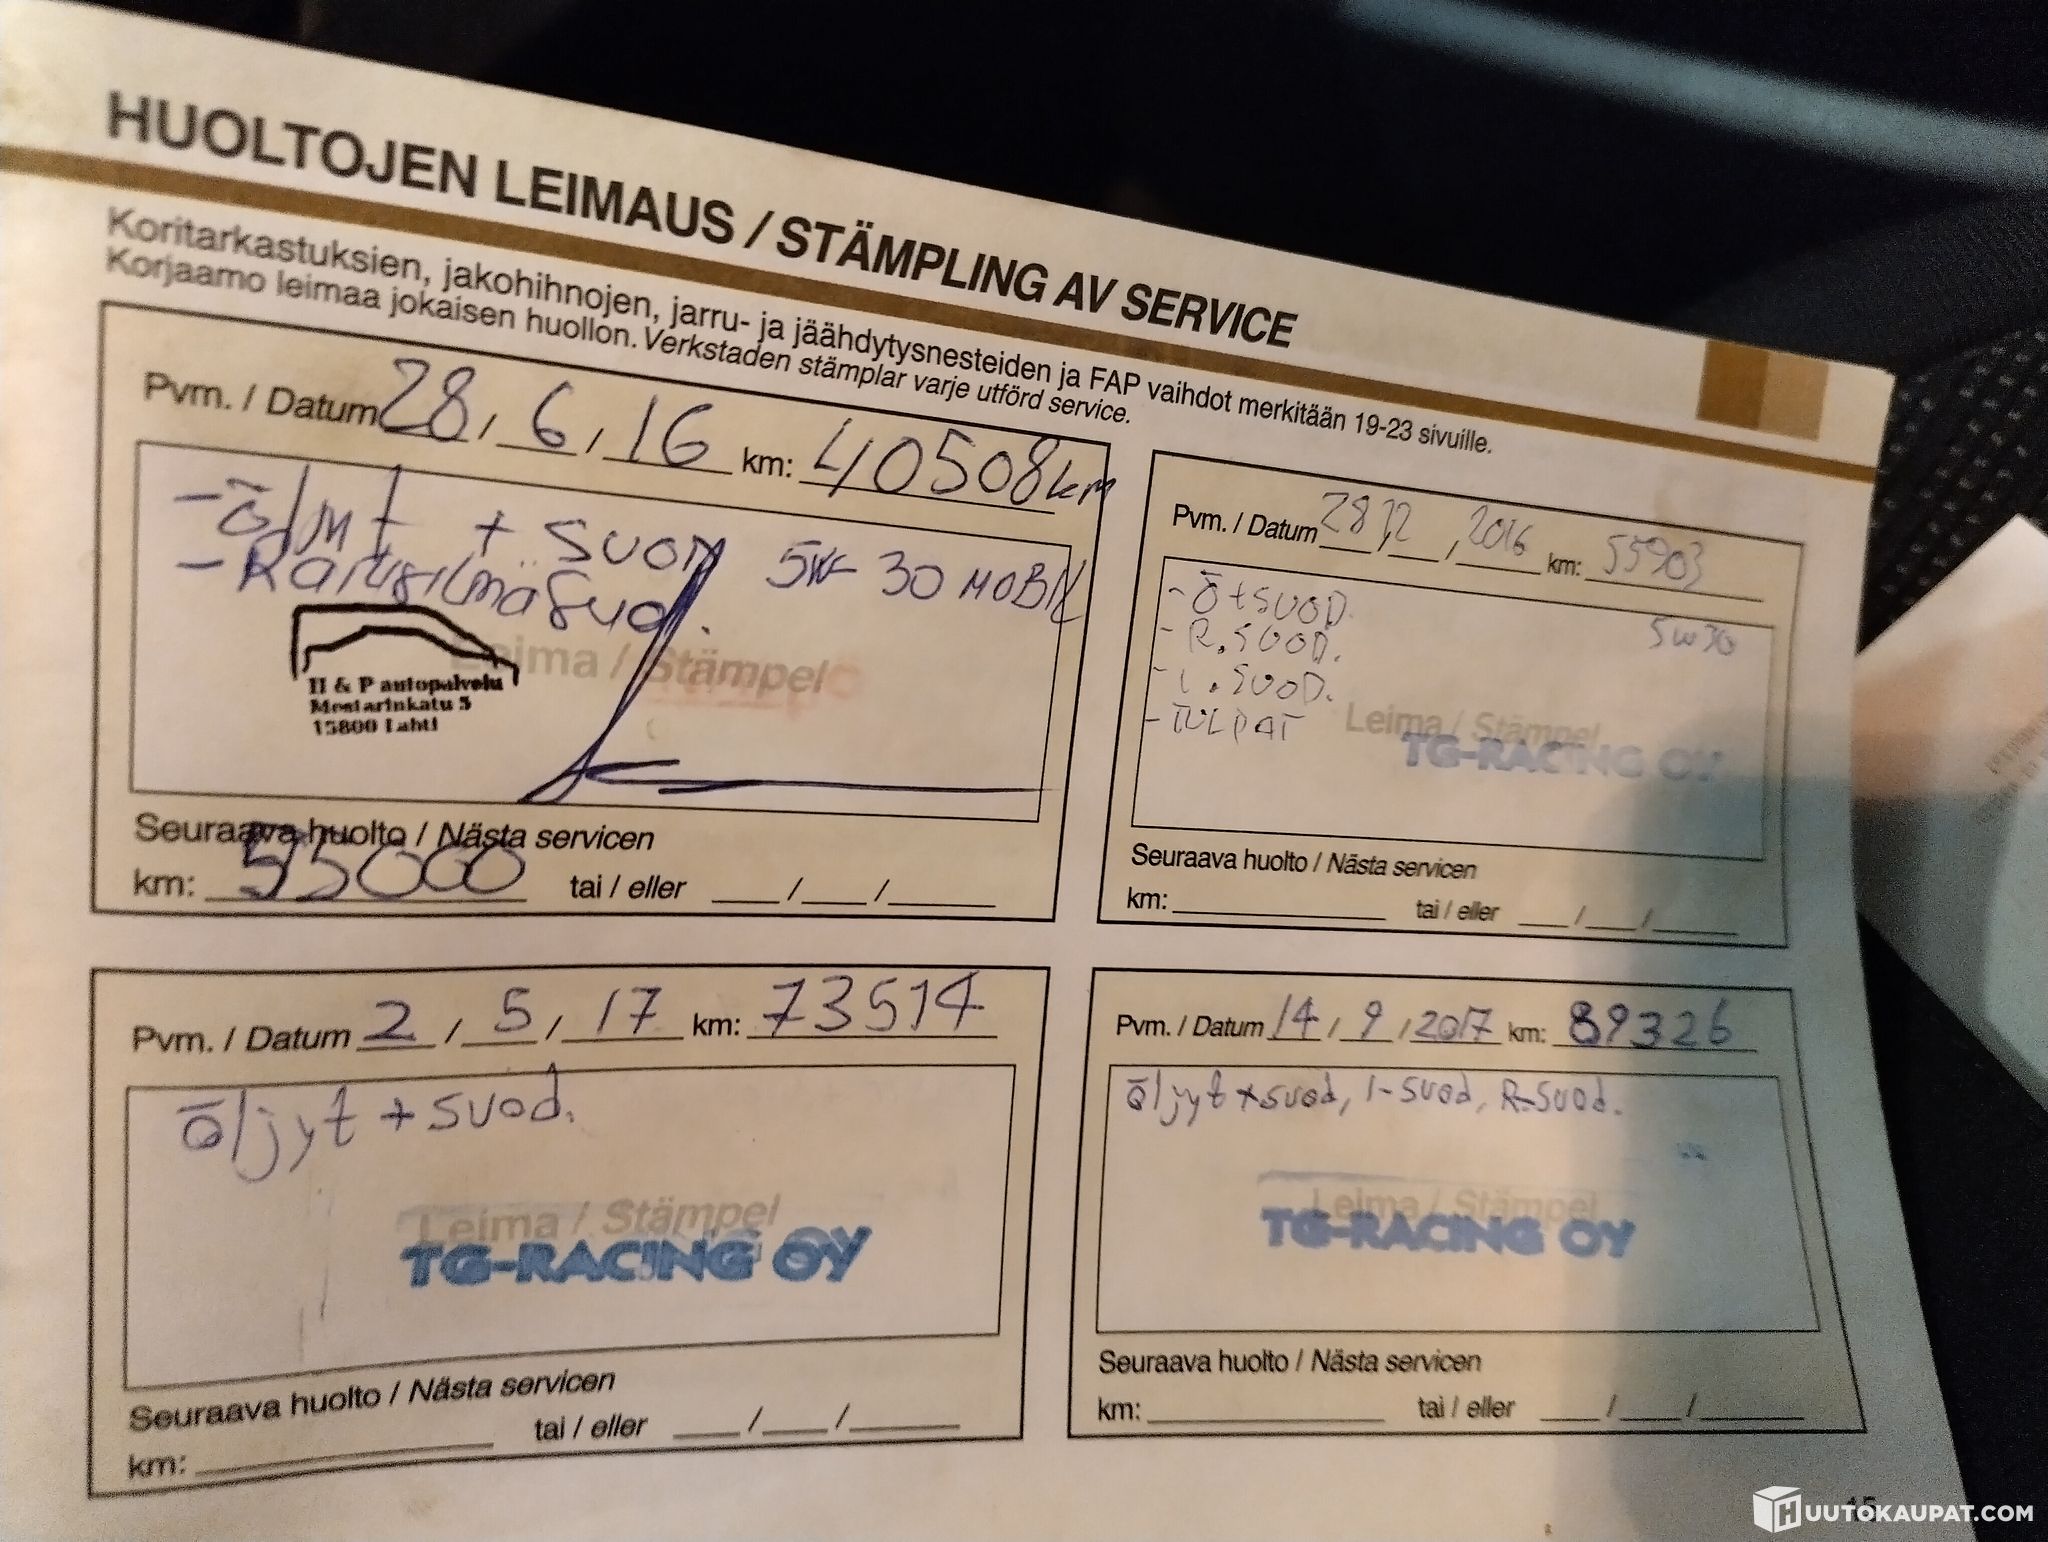 HUOLTOJEN LEIMAUS / STÄMPLING AV SERVICE
Koritarkastuksien, jakohihnojen, jarru- ja jäähdytysnesteiden ja FAP vaihdot merkitään 19-23 sivuille.
Korjaamo leimaa jokaisen huollon. Verkstaden stämplar varje utförd service.
Pvm. / Datum 28 / 6 / 16 km: 40508km
+ suod 5W-30 MOBIL
- Raitisilmasuod.
Leima / Stämpel
H & P autopalvelu
Mestarinkatu 5
15800 Lahti
Seuraava huolto / Nästa servicen
km: 55000 tai / eller / /
Pvm. / Datum 28 / 12 / 2016 km: 55903
- Ö+SUOD. 5W30
- R.SUOD.
- I.SUOD.
- TULPAT
Leima / Stämpel
TG-RACING OY
Seuraava huolto / Nästa servicen
km: tai / eller / /
Pvm. / Datum 2 / 5 / 17 km: 73514
öljyt + suod.
Leima / Stämpel
TG-RACING OY
Seuraava huolto / Nästa servicen
km: tai / eller / /
Pvm. / Datum 14 / 9 / 2017 km: 89326
öljyt +suod, I-suod, R-suod.
Leima / Stämpel
TG-RACING OY
Seuraava huolto / Nästa servicen
km: tai / eller / /
15
HUUTOKAUPAT.COM